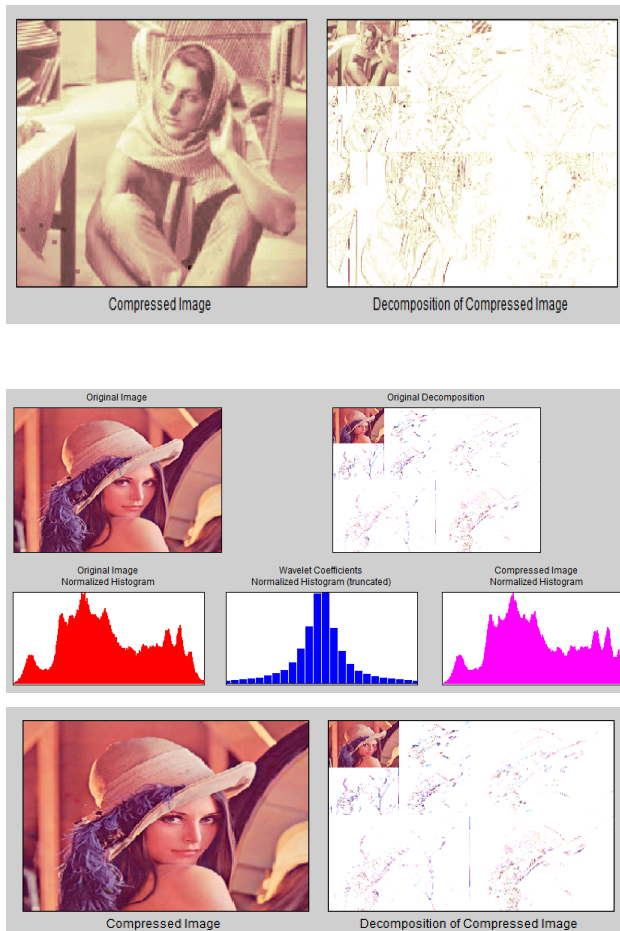 Compressed Image
Decomposition of Compressed Image
Original Image
Original Decomposition
Original Image
Normalized Histogram
Wavelet Coefficients
Normalized Histogram (truncated)
Compressed Image
Normalized Histogram
Compressed Image
Decomposition of Compressed Image